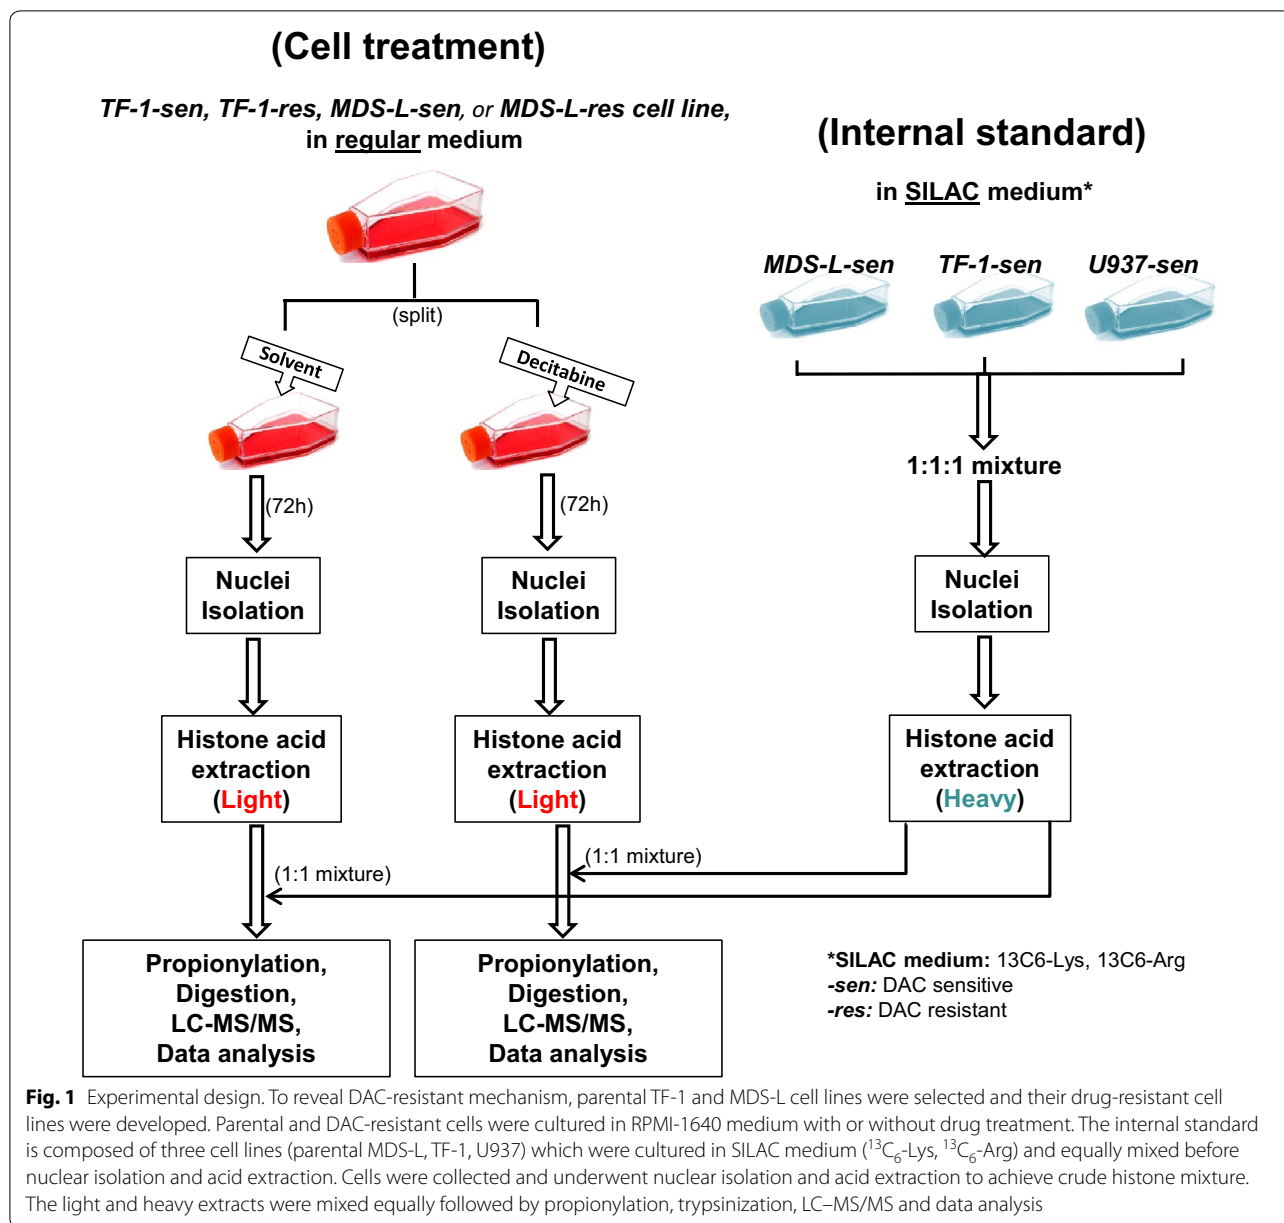 (Cell treatment)
TF-1-sen, TF-1-res, MDS-L-sen, or MDS-L-res cell line,
in regular medium
(split)
Solvent
Decitabine
(72h)
(72h)
Nuclei
Isolation
Nuclei
Isolation
Histone acid
extraction
(Light)
Histone acid
extraction
(Light)
(1:1 mixture)
(1:1 mixture)
Propionylation,
Digestion,
LC-MS/MS,
Data analysis
Propionylation,
Digestion,
LC-MS/MS,
Data analysis
(Internal standard)
in SILAC medium*
MDS-L-sen
TF-1-sen
U937-sen
1:1:1 mixture
Nuclei
Isolation
Histone acid
extraction
(Heavy)
*SILAC medium: 13C6-Lys, 13C6-Arg
-sen: DAC sensitive
-res: DAC resistant
Fig. 1 Experimental design. To reveal DAC-resistant mechanism, parental TF-1 and MDS-L cell lines were selected and their drug-resistant cell
lines were developed. Parental and DAC-resistant cells were cultured in RPMI-1640 medium with or without drug treatment. The internal standard
is composed of three cell lines (parental MDS-L, TF-1, U937) which were cultured in SILAC medium (¹³C₆-Lys, ¹³C₆-Arg) and equally mixed before
nuclear isolation and acid extraction. Cells were collected and underwent nuclear isolation and acid extraction to achieve crude histone mixture.
The light and heavy extracts were mixed equally followed by propionylation, trypsinization, LC–MS/MS and data analysis